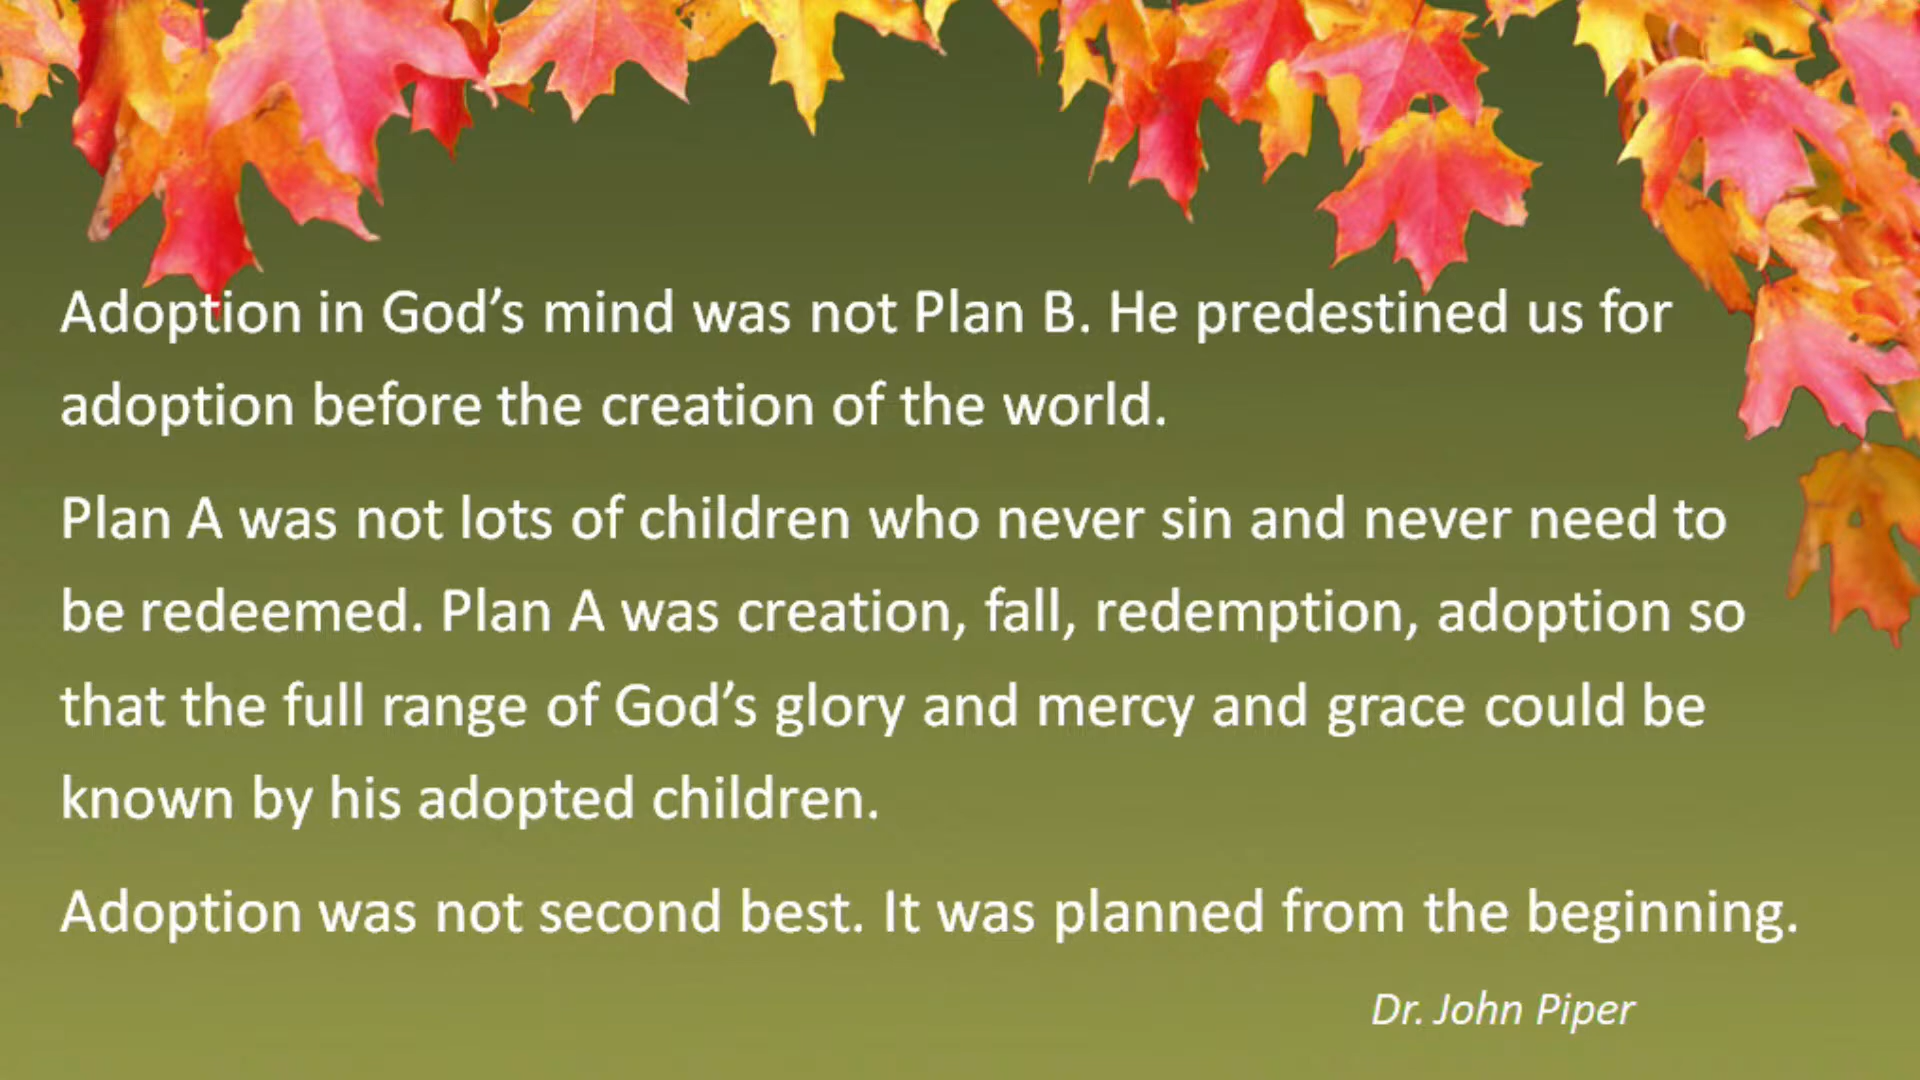 Adoption in God’s mind was not Plan B. He predestined us for
adoption before the creation of the world.
Plan A was not lots of children who never sin and never need to
be redeemed. Plan A was creation, fall, redemption, adoption so
that the full range of God’s glory and mercy and grace could be
known by his adopted children.
Adoption was not second best. It was planned from the beginning.
Dr. John Piper